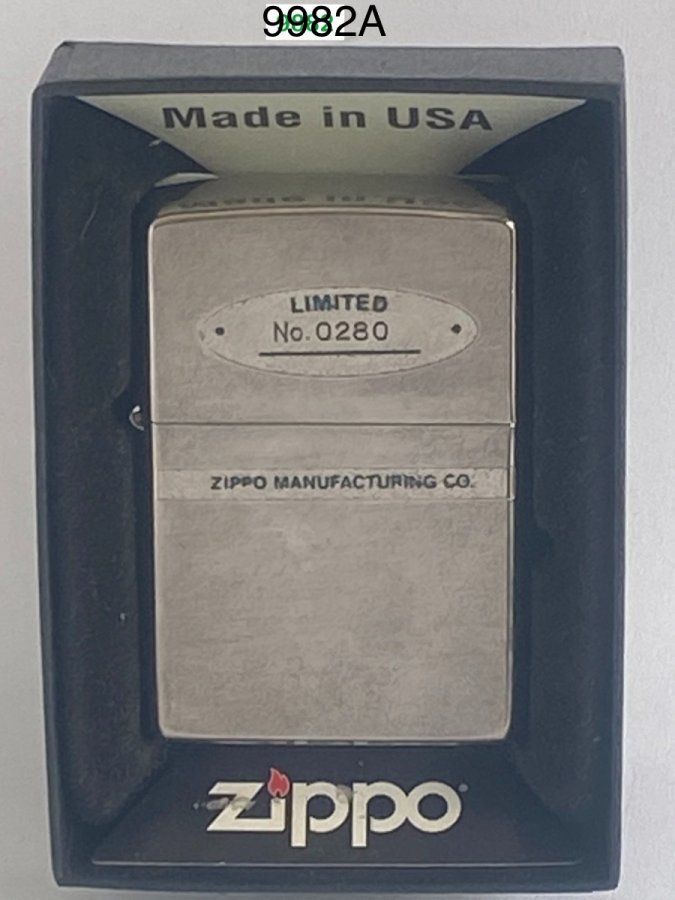 9982A
Made in USA
LIMITED
No. 0280
ZIPPO MANUFACTURING CO.
zippo